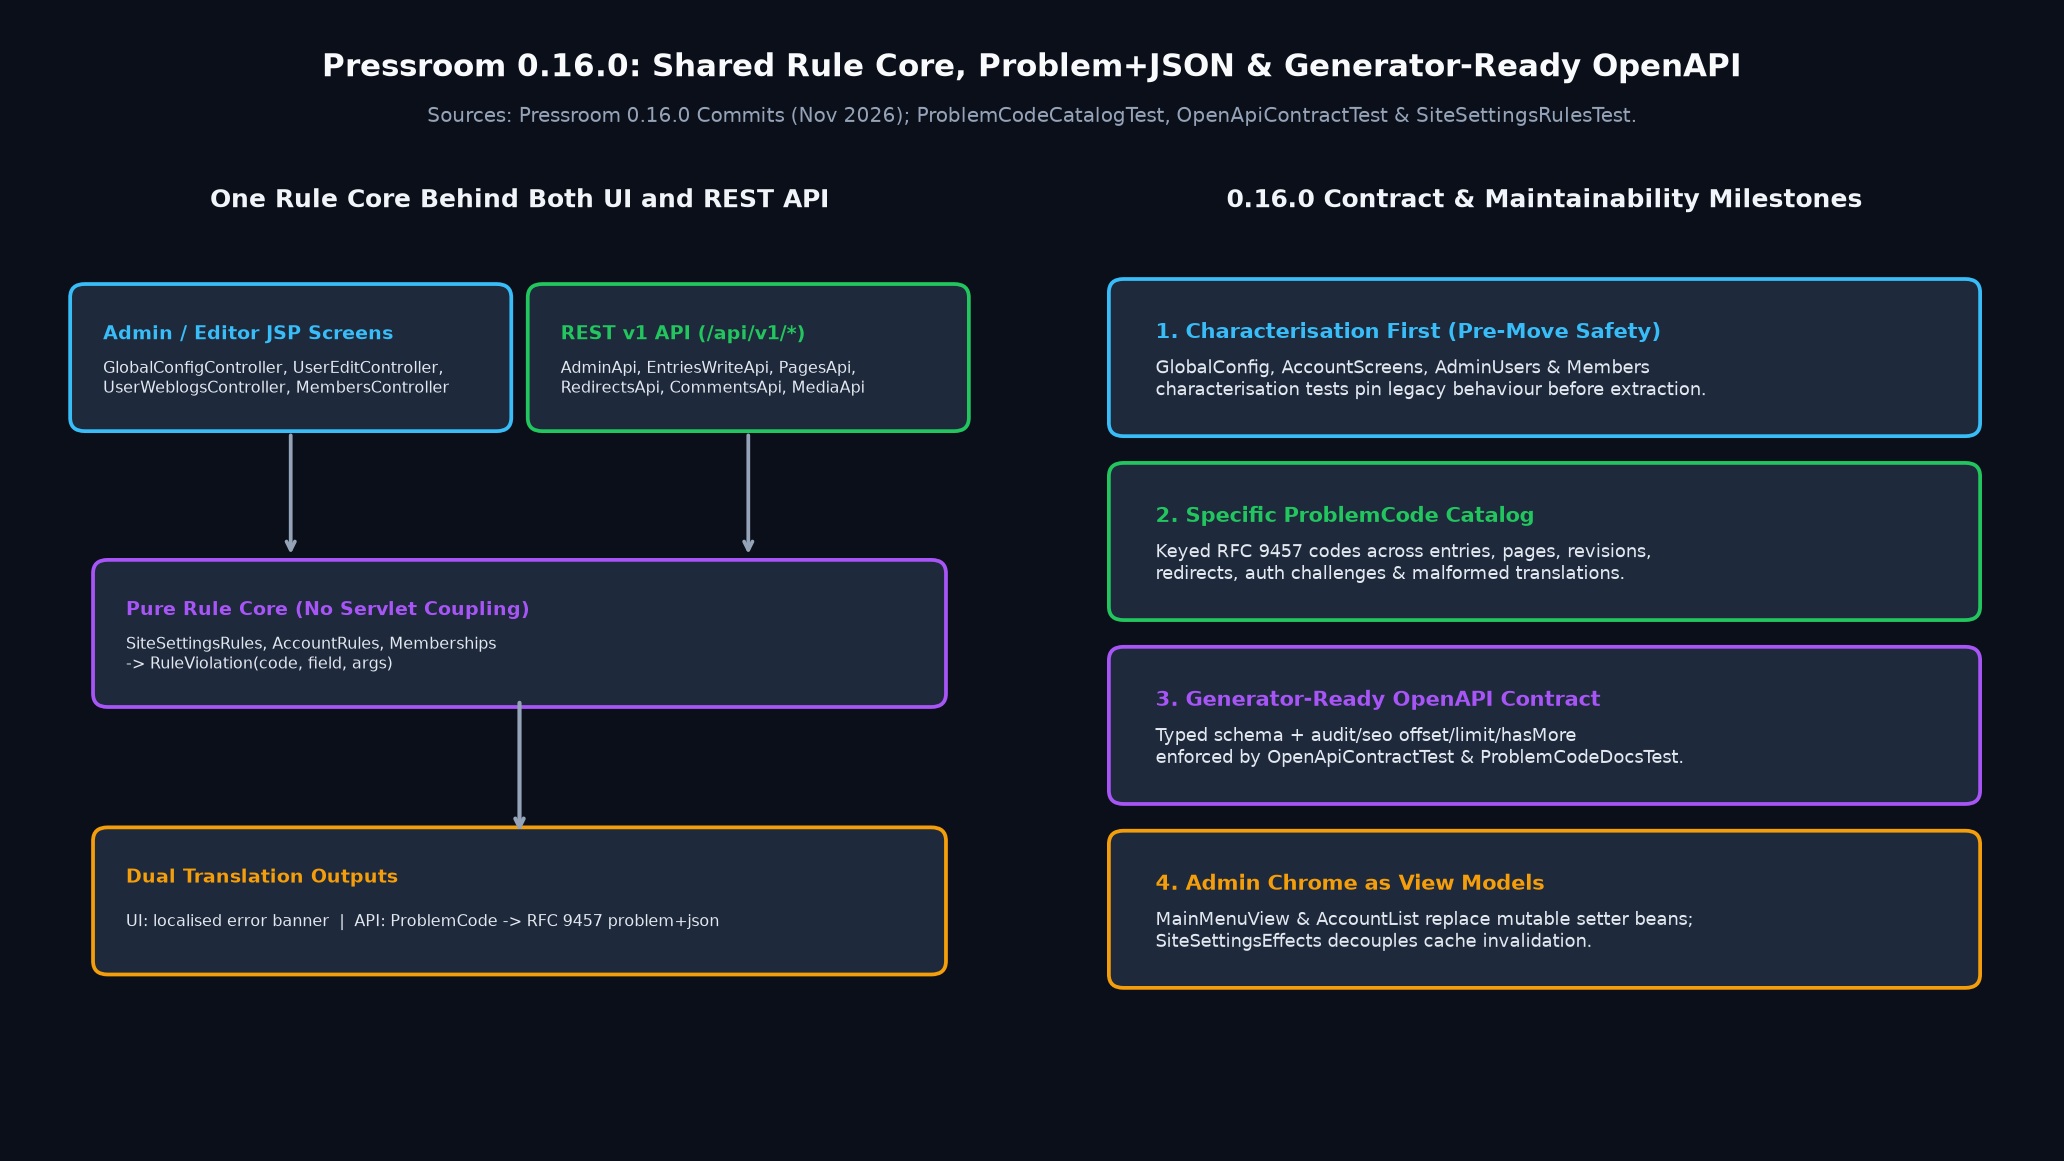 Pressroom 0.16.0: Shared Rule Core, Problem+JSON & Generator-Ready OpenAPI
Sources: Pressroom 0.16.0 Commits (Nov 2026); ProblemCodeCatalogTest, OpenApiContractTest & SiteSettingsRulesTest.
One Rule Core Behind Both UI and REST API
Admin / Editor JSP Screens
GlobalConfigController, UserEditController,
UserWeblogsController, MembersController
REST v1 API (/api/v1/*)
AdminApi, EntriesWriteApi, PagesApi,
RedirectsApi, CommentsApi, MediaApi
Pure Rule Core (No Servlet Coupling)
SiteSettingsRules, AccountRules, Memberships
-> RuleViolation(code, field, args)
Dual Translation Outputs
UI: localised error banner  |  API: ProblemCode -> RFC 9457 problem+json
0.16.0 Contract & Maintainability Milestones
1. Characterisation First (Pre-Move Safety)
GlobalConfig, AccountScreens, AdminUsers & Members
characterisation tests pin legacy behaviour before extraction.
2. Specific ProblemCode Catalog
Keyed RFC 9457 codes across entries, pages, revisions,
redirects, auth challenges & malformed translations.
3. Generator-Ready OpenAPI Contract
Typed schema + audit/seo offset/limit/hasMore
enforced by OpenApiContractTest & ProblemCodeDocsTest.
4. Admin Chrome as View Models
MainMenuView & AccountList replace mutable setter beans;
SiteSettingsEffects decouples cache invalidation.